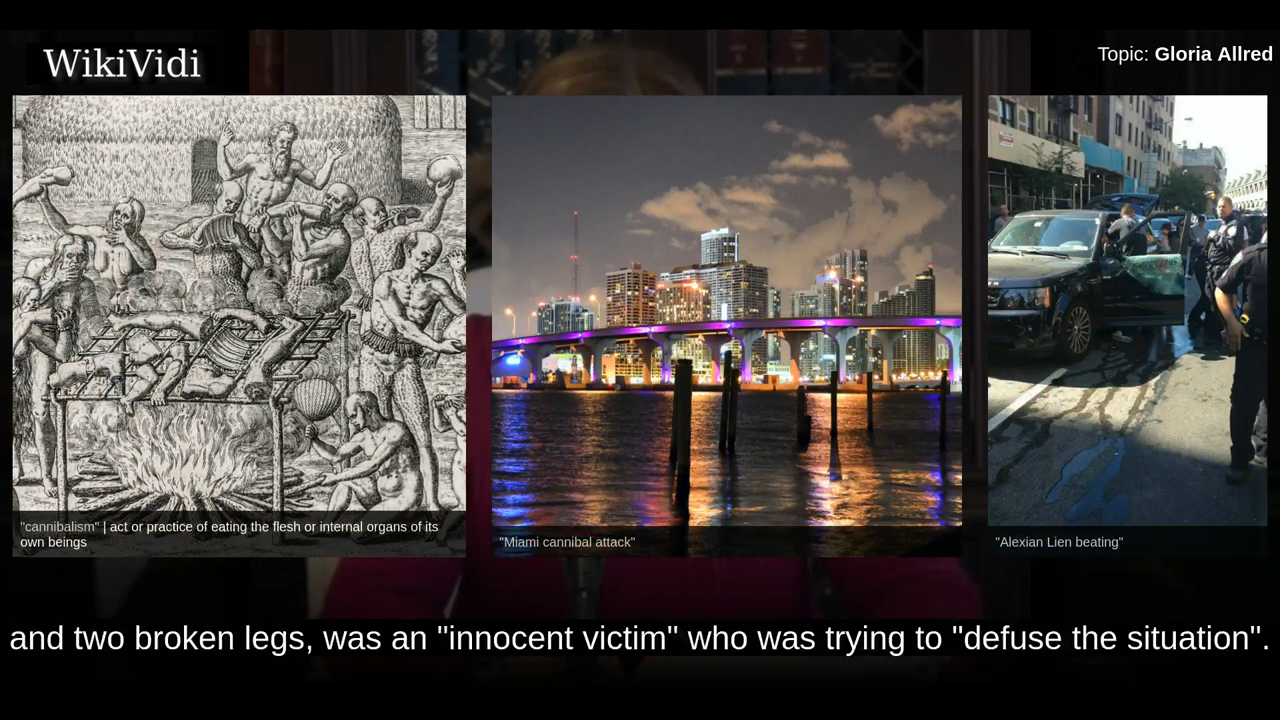 WikiVidi
Topic: Gloria Allred
"cannibalism" | act or practice of eating the flesh or internal organs of its
own beings
"Miami cannibal attack"
"Alexian Lien beating"
and two broken legs, was an "innocent victim" who was trying to "defuse the situation".